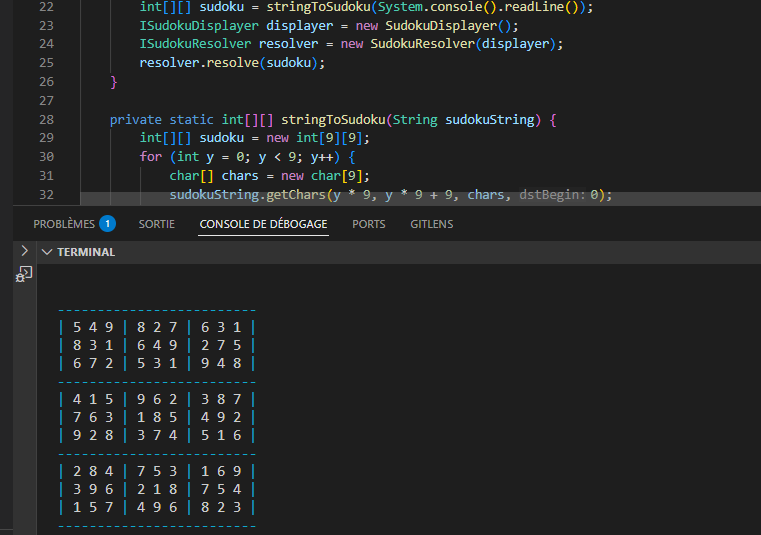 22 int[][] sudoku = stringToSudoku(System.console().readLine());
23 ISudokuDisplayer displayer = new SudokuDisplayer();
24 ISudokuResolver resolver = new SudokuResolver(displayer);
25 resolver.resolve(sudoku);
26 }
27
28 private static int[][] stringToSudoku(String sudokuString) {
29 int[][] sudoku = new int[9][9];
30 for (int y = 0; y < 9; y++) {
31 char[] chars = new char[9];
32 sudokuString.getChars(y * 9, y * 9 + 9, chars, dstBegin: 0);
PROBLÈMES 1 SORTIE CONSOLE DE DÉBOGAGE PORTS GITLENS
TERMINAL
-------------------------
| 5 4 9 | 8 2 7 | 6 3 1 |
| 8 3 1 | 6 4 9 | 2 7 5 |
| 6 7 2 | 5 3 1 | 9 4 8 |
-------------------------
| 4 1 5 | 9 6 2 | 3 8 7 |
| 7 6 3 | 1 8 5 | 4 9 2 |
| 9 2 8 | 3 7 4 | 5 1 6 |
-------------------------
| 2 8 4 | 7 5 3 | 1 6 9 |
| 3 9 6 | 2 1 8 | 7 5 4 |
| 1 5 7 | 4 9 6 | 8 2 3 |
-------------------------